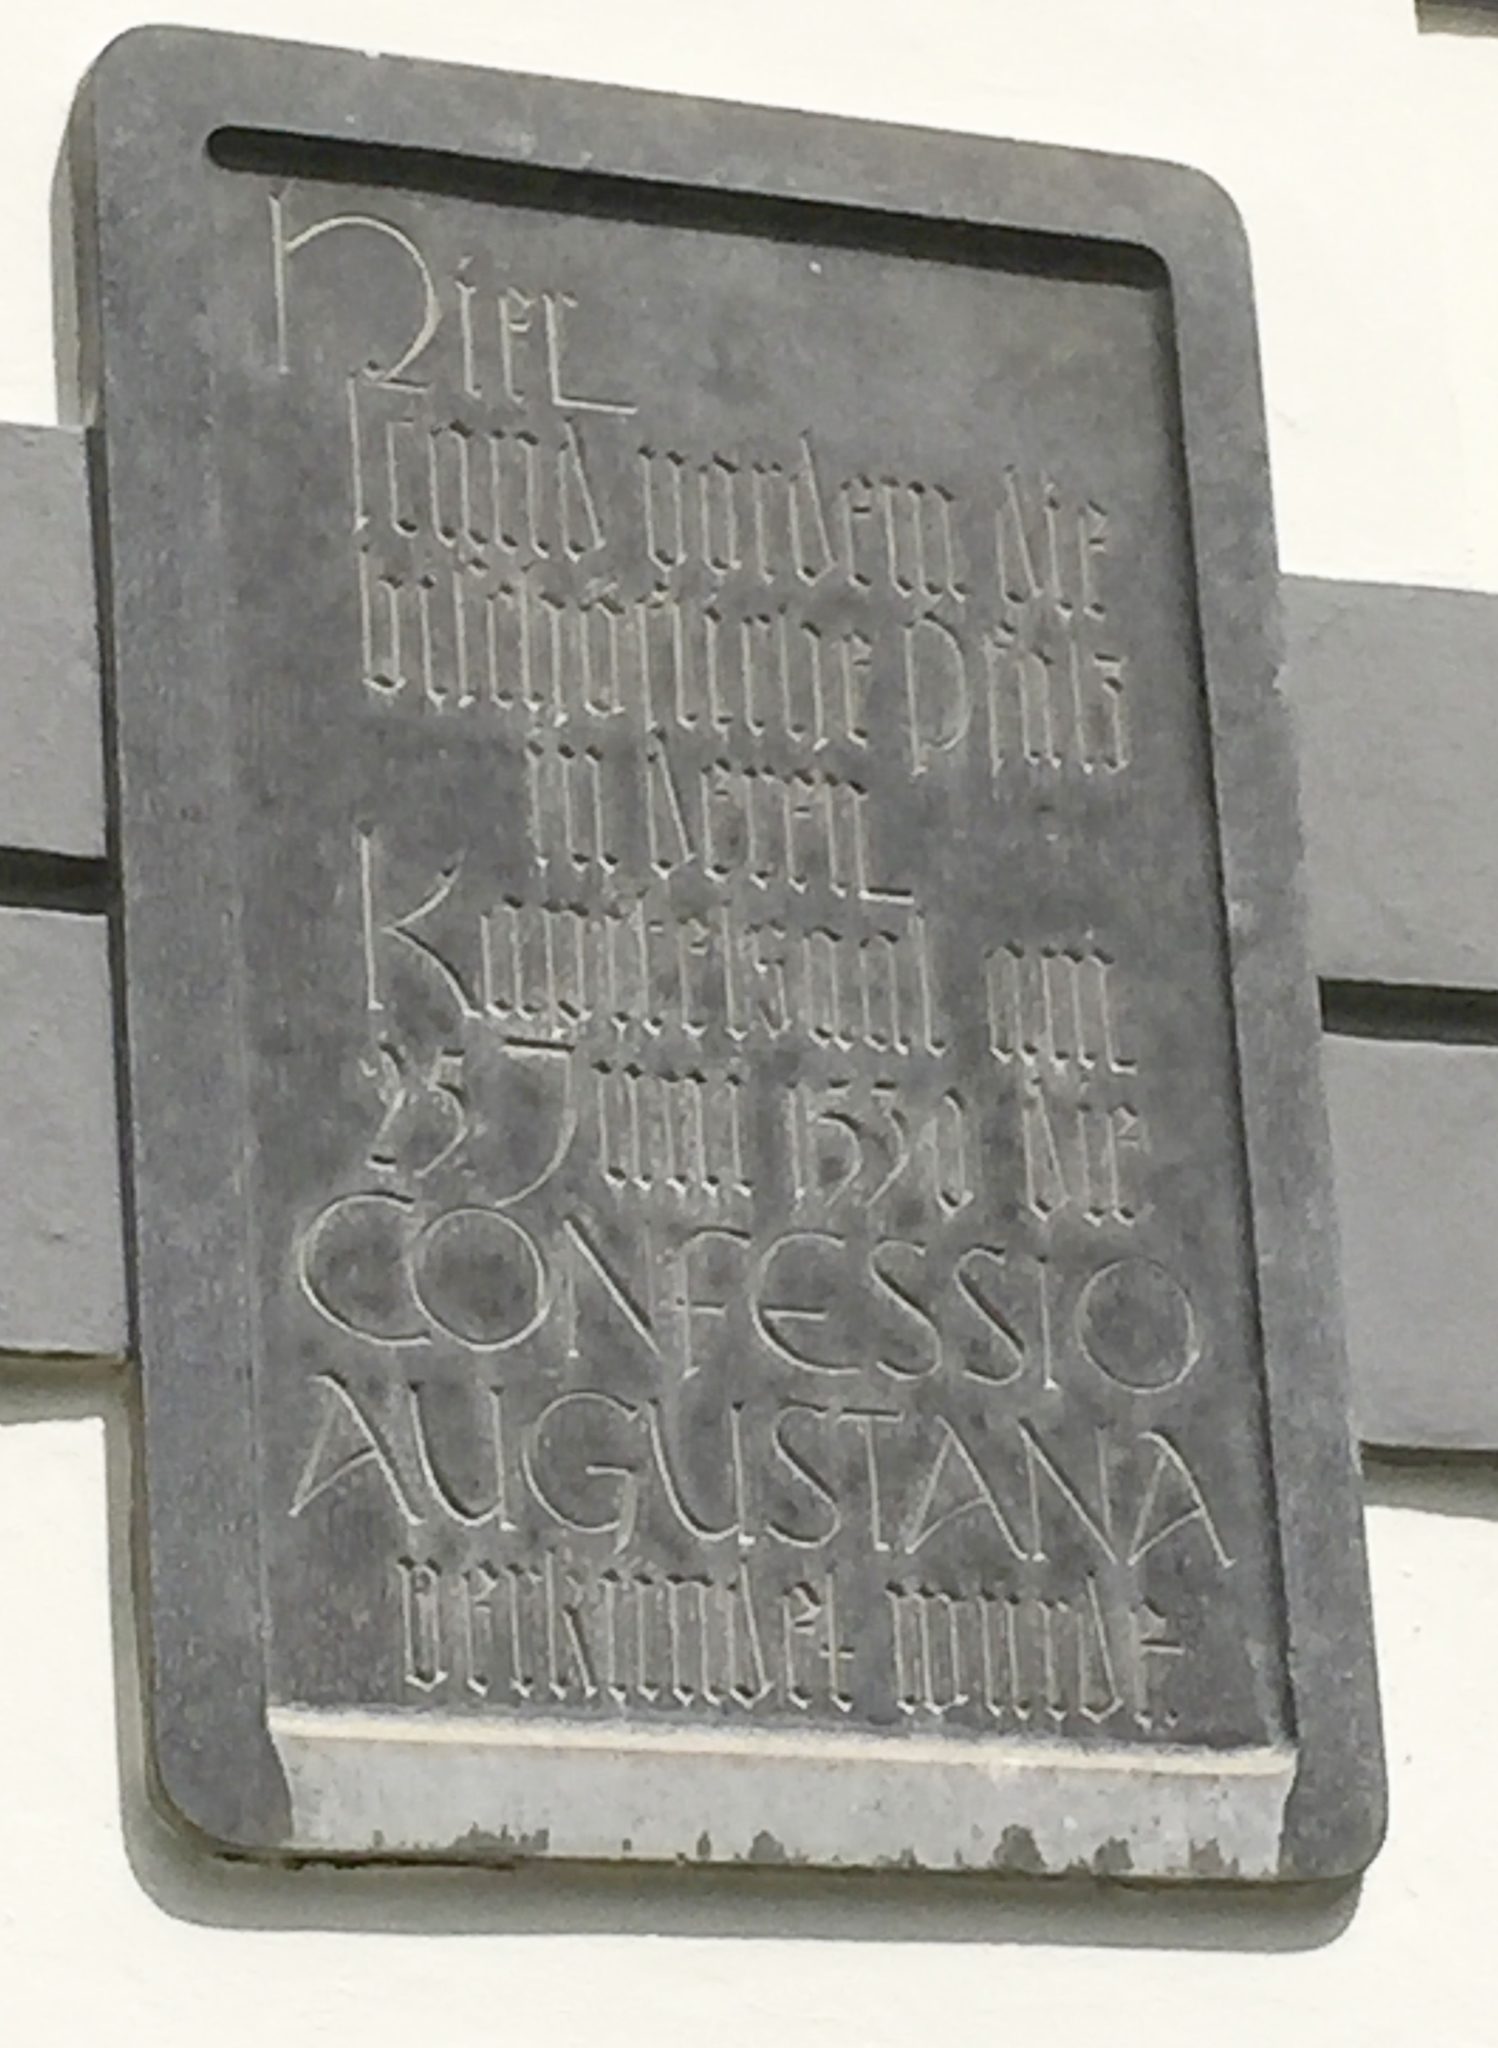 Hier
stand vordem die
bischöfliche Pfalz
in deren
Kapitelsaal am
25. Juni 1530 die
CONFESSIO
AUGUSTANA
verkündet wurde.